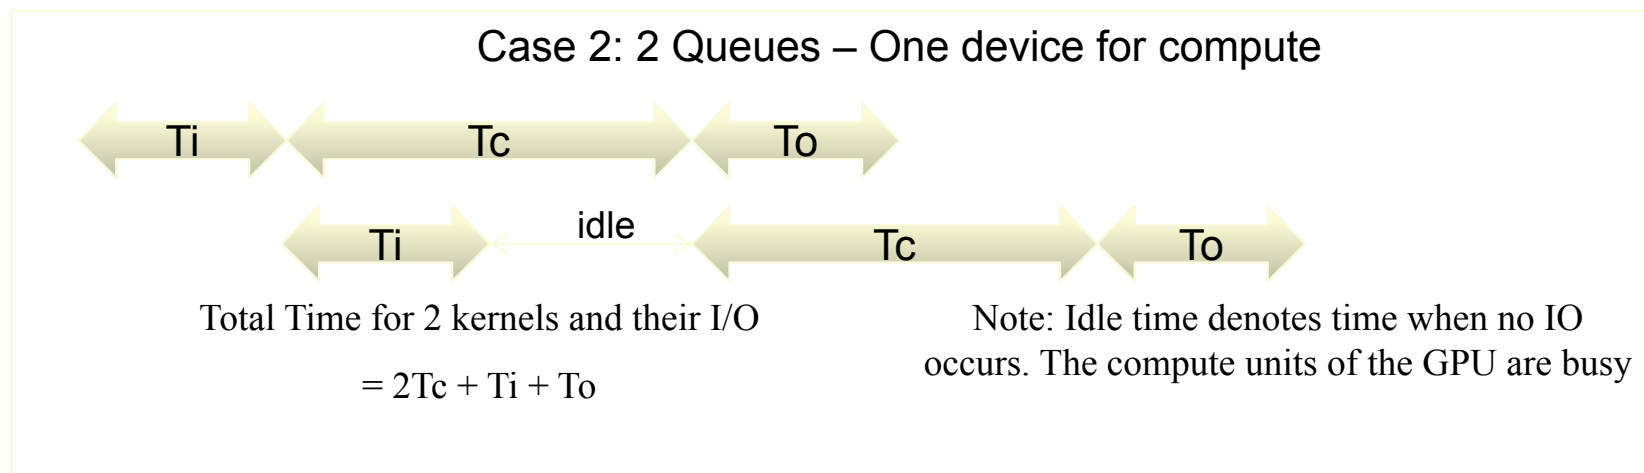 Case 2: 2 Queues – One device for compute
Ti
Tc
To
Ti
idle
Tc
To
Total Time for 2 kernels and their I/O
= 2Tc + Ti + To
Note: Idle time denotes time when no IO
occurs. The compute units of the GPU are busy